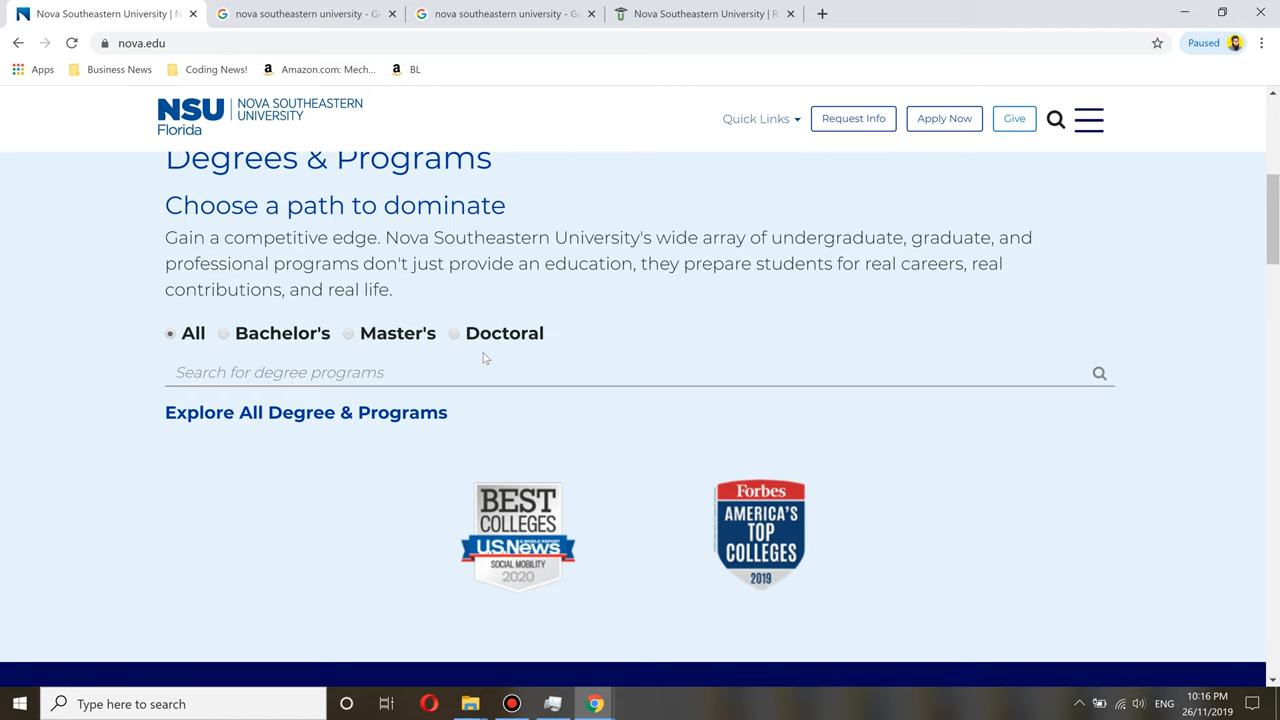 Nova Southeastern University | N
nova southeastern university - Go
nova southeastern university - Go
Nova Southeastern University | R
nova.edu
Paused
Apps
Business News
Coding News!
Amazon.com: Mech...
BL
NSU
Florida
NOVA SOUTHEASTERN
UNIVERSITY
Quick Links
Request Info
Apply Now
Give
Degrees & Programs
Choose a path to dominate
Gain a competitive edge. Nova Southeastern University's wide array of undergraduate, graduate, and
professional programs don't just provide an education, they prepare students for real careers, real
contributions, and real life.
All
Bachelor's
Master's
Doctoral
Search for degree programs
Explore All Degree & Programs
BEST
COLLEGES
U.S.News
SOCIAL MOBILITY
2020
Forbes
AMERICA'S
TOP
COLLEGES
2019
Type here to search
ENG
10:16 PM
26/11/2019